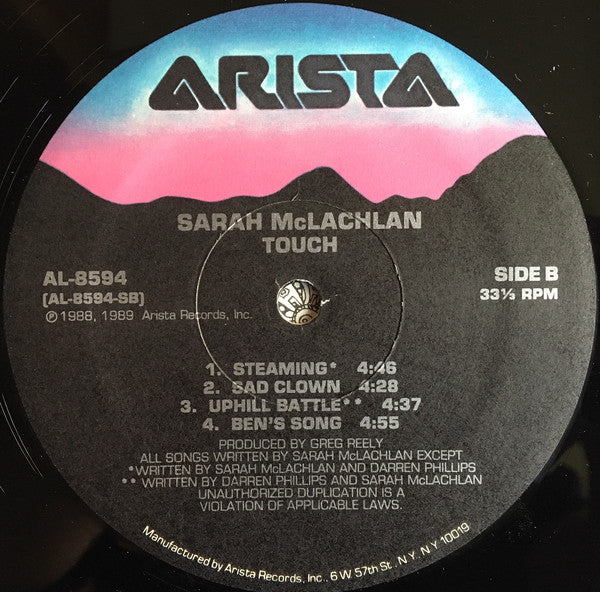 ARISTA
SARAH McLACHLAN
TOUCH
AL-8594
(AL-8594-SB)
℗ 1988, 1989 Arista Records, Inc.
SIDE B
33⅓ RPM
1. STEAMING* 4:46
2. SAD CLOWN 4:28
3. UPHILL BATTLE** 4:37
4. BEN'S SONG 4:55
PRODUCED BY GREG REELY
ALL SONGS WRITTEN BY SARAH McLACHLAN EXCEPT
*WRITTEN BY SARAH McLACHLAN AND DARREN PHILLIPS
** WRITTEN BY DARREN PHILLIPS AND SARAH McLACHLAN
UNAUTHORIZED DUPLICATION IS A
VIOLATION OF APPLICABLE LAWS.
Manufactured by Arista Records, Inc., 6 W 57th St., N.Y. N.Y 10019